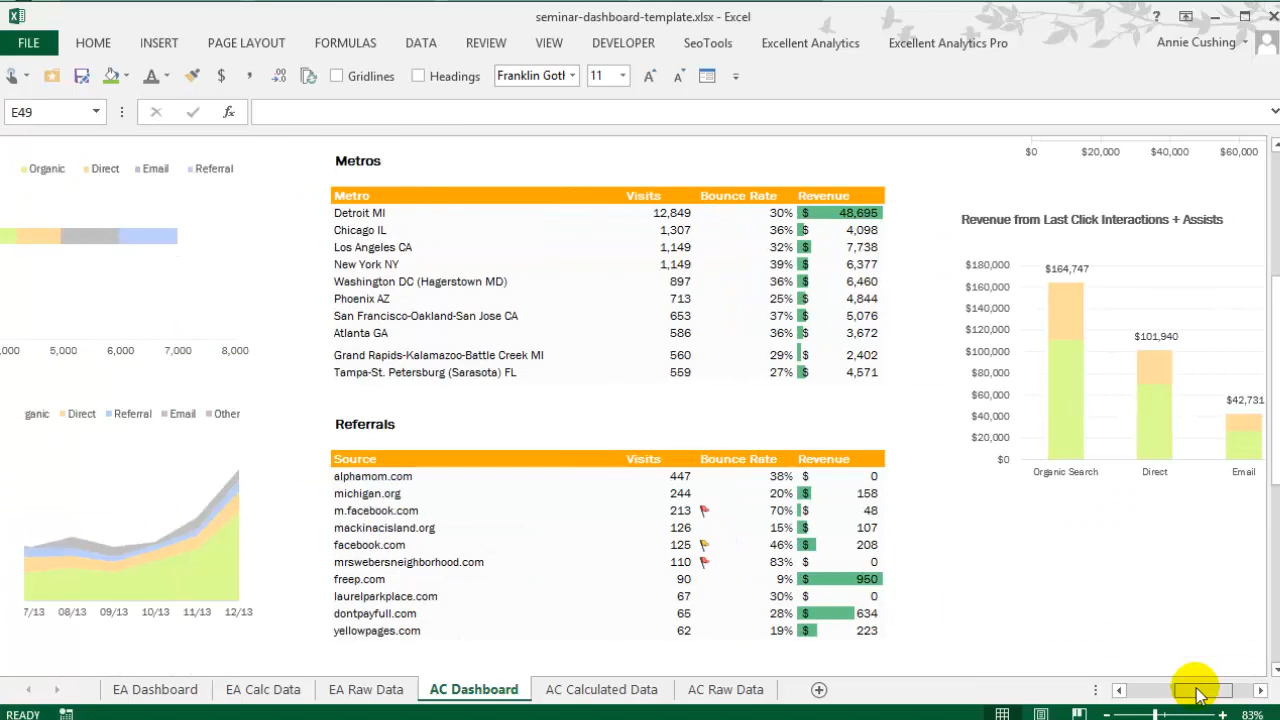 seminar-dashboard-template.xlsx - Excel
?
FILE HOME INSERT PAGE LAYOUT FORMULAS DATA REVIEW VIEW DEVELOPER SeoTools Excellent Analytics Excellent Analytics Pro Annie Cushing
A $ , .00 Gridlines Headings Franklin Gotl 11 A A
E49 fx
Organic Direct Email Referral
,000 5,000 6,000 7,000 8,000
ganic Direct Referral Email Other
7/13 08/13 09/13 10/13 11/13 12/13
Metros
Metro Visits Bounce Rate Revenue
Detroit MI 12,849 30% $ 48,695
Chicago IL 1,307 36% $ 4,098
Los Angeles CA 1,149 32% $ 7,738
New York NY 1,149 39% $ 6,377
Washington DC (Hagerstown MD) 897 36% $ 6,460
Phoenix AZ 713 25% $ 4,844
San Francisco-Oakland-San Jose CA 653 37% $ 5,076
Atlanta GA 586 36% $ 3,672
Grand Rapids-Kalamazoo-Battle Creek MI 560 29% $ 2,402
Tampa-St. Petersburg (Sarasota) FL 559 27% $ 4,571
Referrals
Source Visits Bounce Rate Revenue
alphamom.com 447 38% $ 0
michigan.org 244 20% $ 158
m.facebook.com 213 70% $ 48
mackinacisland.org 126 15% $ 107
facebook.com 125 46% $ 208
mrswebersneighborhood.com 110 83% $ 0
freep.com 90 9% $ 950
laurelparkplace.com 67 30% $ 0
dontpayfull.com 65 28% $ 634
yellowpages.com 62 19% $ 223
$0 $20,000 $40,000 $60,000
Revenue from Last Click Interactions + Assists
$180,000
$164,747
$160,000
$140,000
$120,000
$101,940
$100,000
$80,000
$60,000
$42,731
$40,000
$20,000
$0
Organic Search Direct Email
EA Dashboard EA Calc Data EA Raw Data AC Dashboard AC Calculated Data AC Raw Data
READY 83%